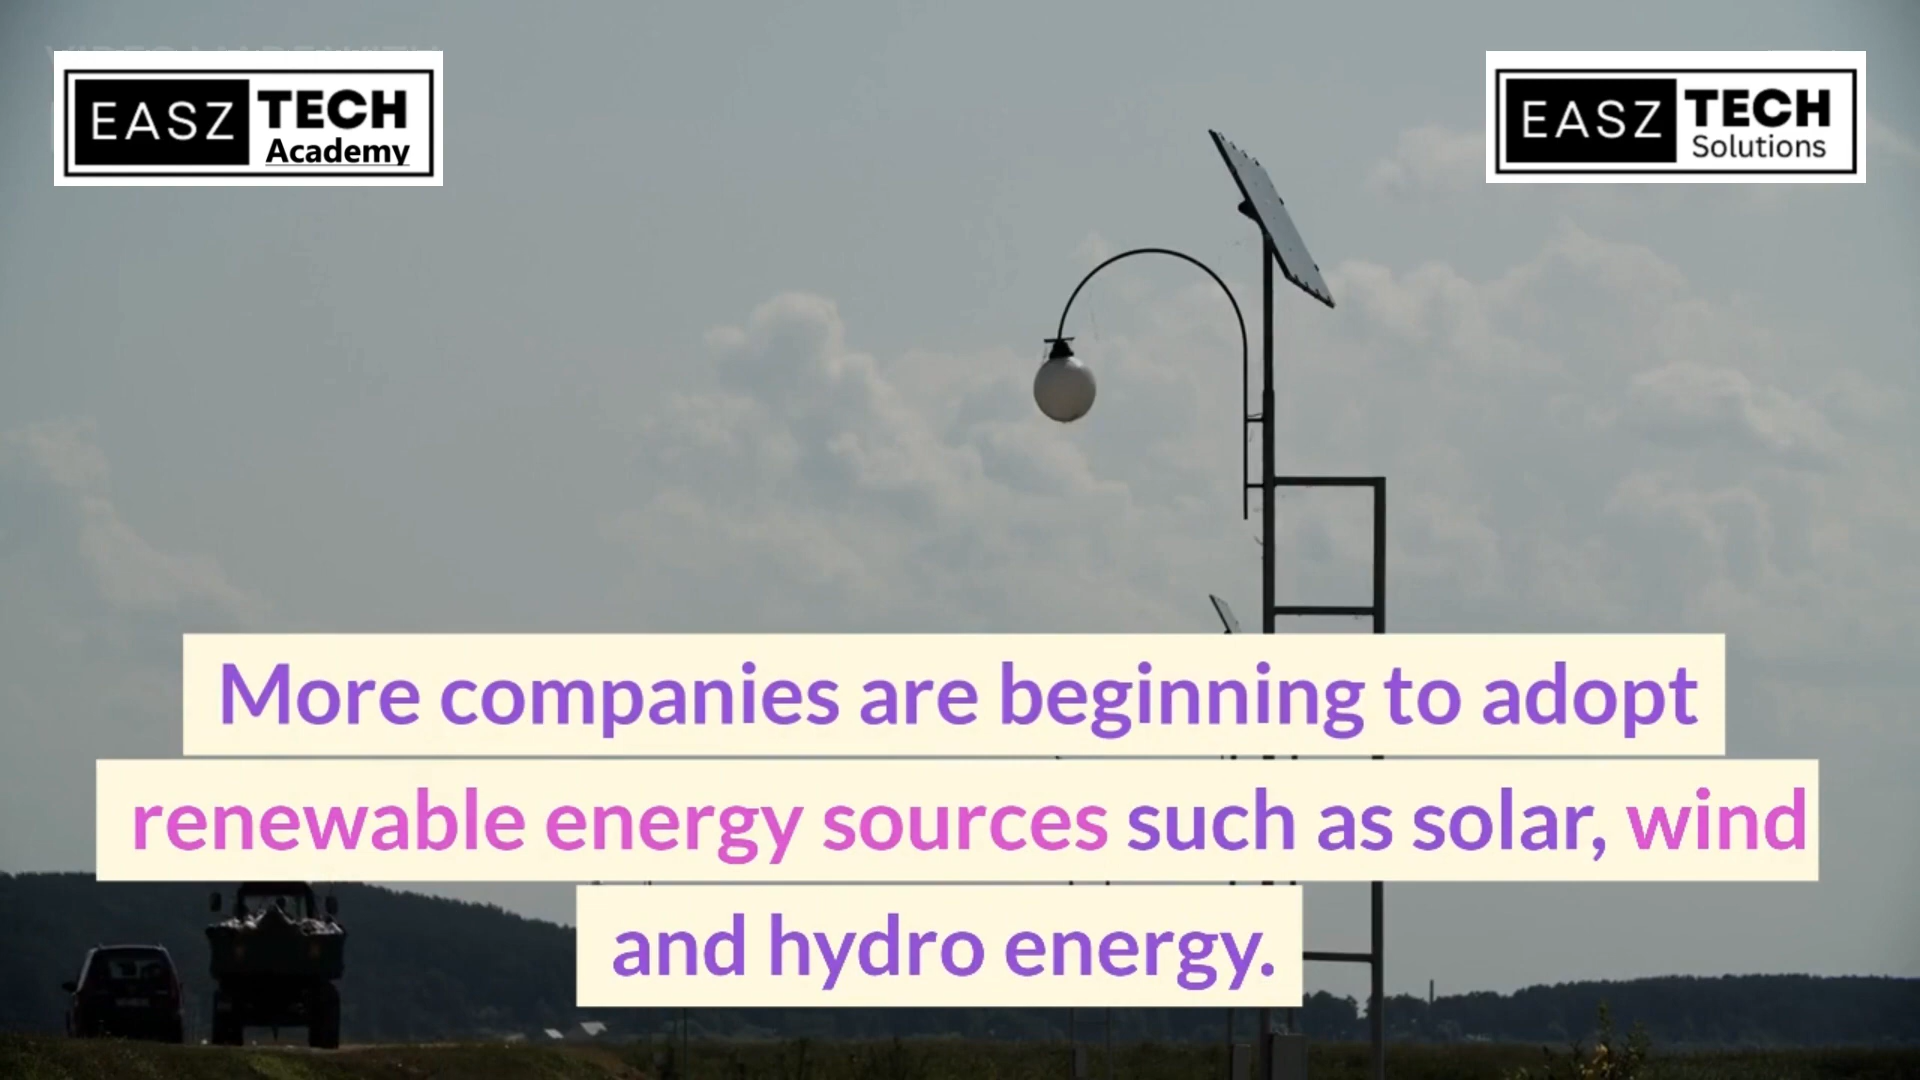 EASZ TECH
Academy
EASZ TECH
Solutions
More companies are beginning to adopt
renewable energy sources such as solar, wind
and hydro energy.